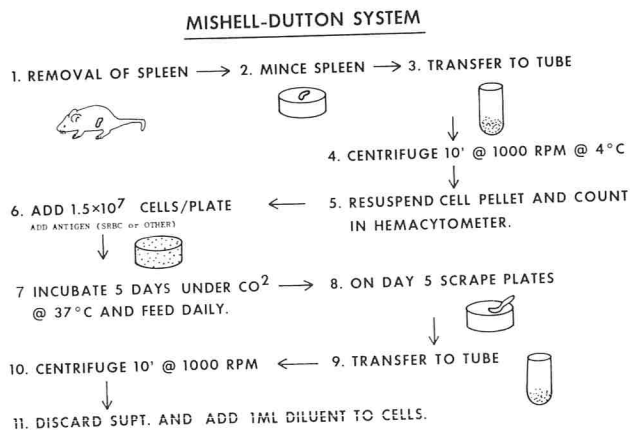 MISHELL-DUTTON SYSTEM
1. REMOVAL OF SPLEEN → 2. MINCE SPLEEN → 3. TRANSFER TO TUBE
4. CENTRIFUGE 10' @ 1000 RPM @ 4°C
5. RESUSPEND CELL PELLET AND COUNT
IN HEMACYTOMETER.
6. ADD 1.5×10⁷ CELLS/PLATE
ADD ANTIGEN (SRBC or OTHER)
7 INCUBATE 5 DAYS UNDER CO²
@ 37°C AND FEED DAILY.
8. ON DAY 5 SCRAPE PLATES
9. TRANSFER TO TUBE
10. CENTRIFUGE 10' @ 1000 RPM
11. DISCARD SUPT. AND ADD 1ML DILUENT TO CELLS.